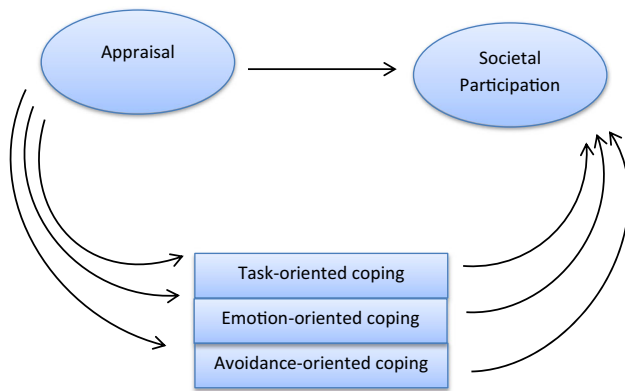 Appraisal
Societal
Participation
Task-oriented coping
Emotion-oriented coping
Avoidance-oriented coping